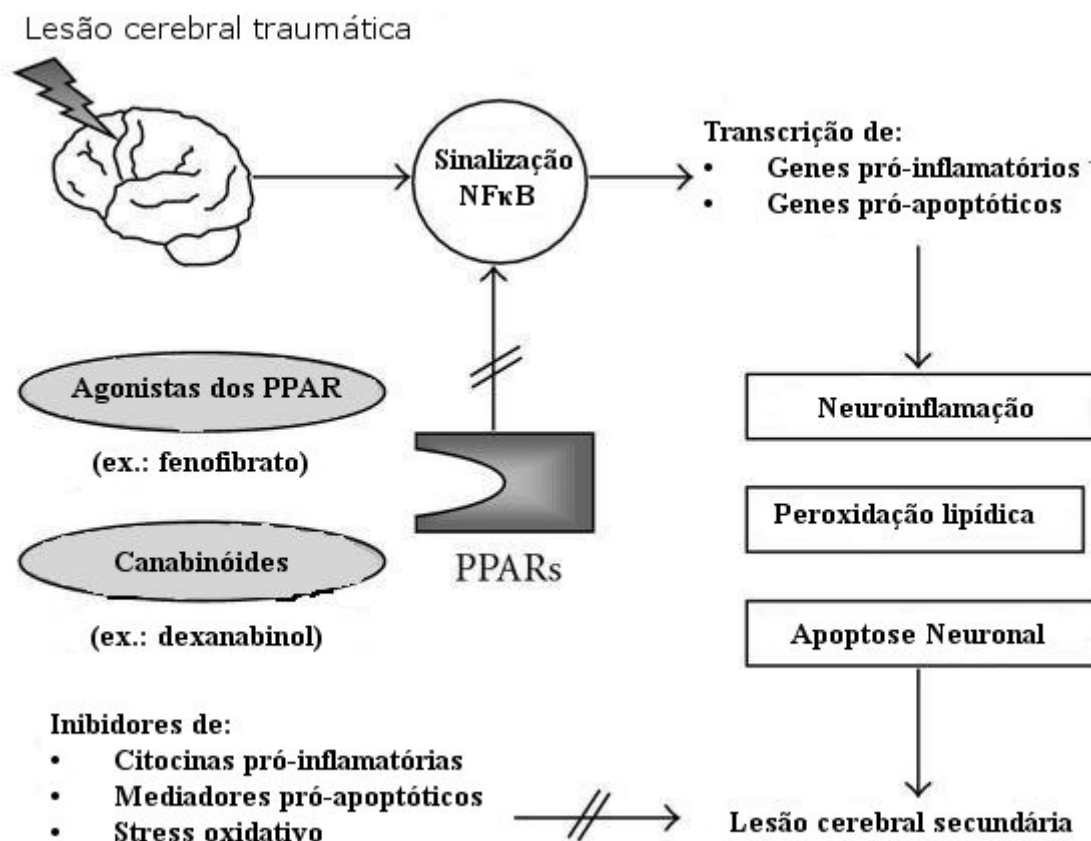 Lesão cerebral traumática
Sinalização
NFκB
Transcrição de:
• Genes pró-inflamatórios
• Genes pró-apoptóticos
Agonistas dos PPAR
(ex.: fenofibrato)
Canabinóides
(ex.: dexanabinol)
PPARs
Neuroinflamação
Peroxidação lipídica
Apoptose Neuronal
Inibidores de:
• Citocinas pró-inflamatórias
• Mediadores pró-apoptóticos
• Stress oxidativo
Lesão cerebral secundária